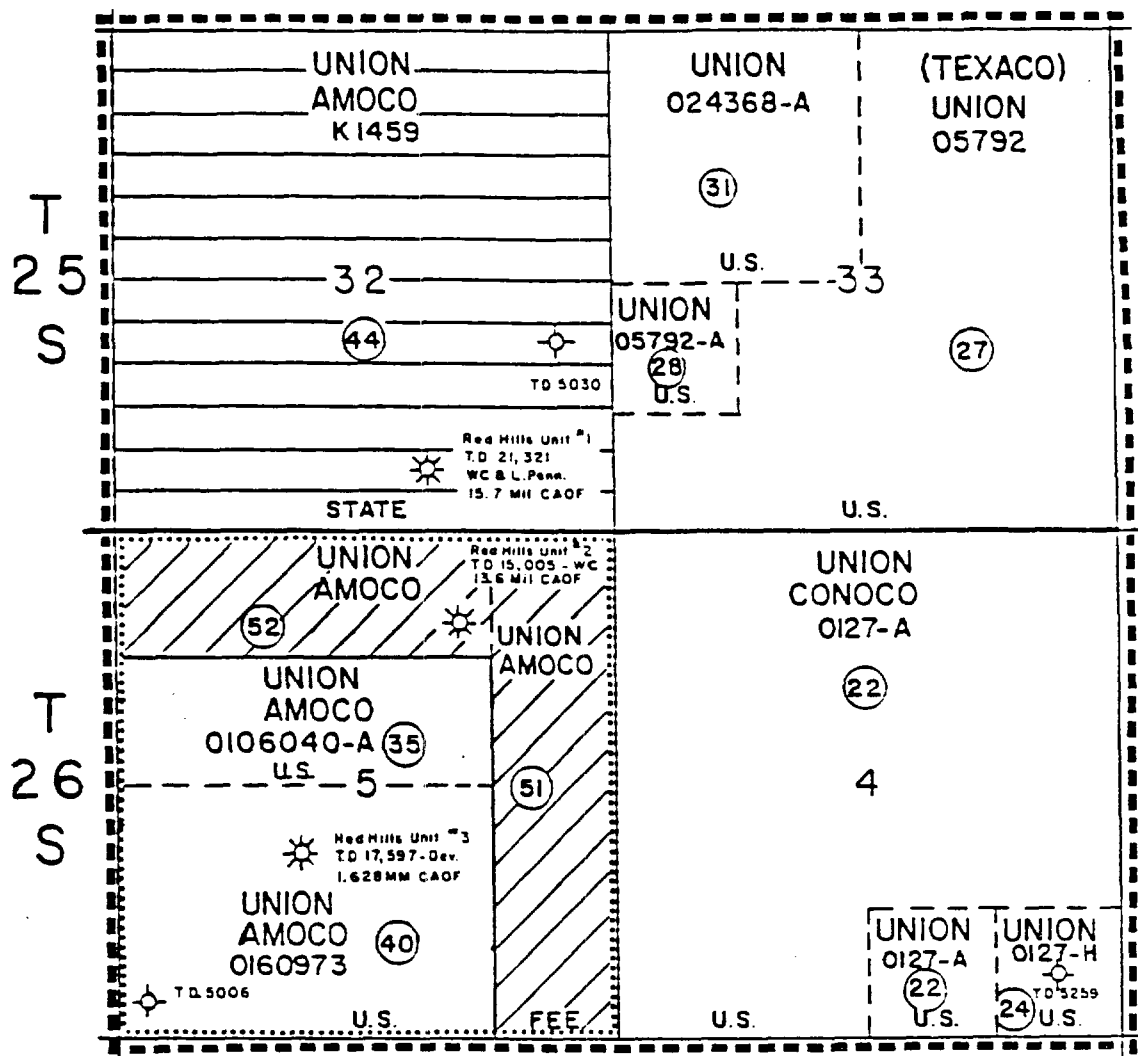 T
25
S
UNION
AMOCO
K1459
32
44
TD 5030
Red Hills Unit #1
T.D 21,321
WC & L.Penn.
15.7 Mil CAOF
STATE
UNION
024368-A
31
U.S.
(TEXACO)
UNION
05792
33
UNION
05792-A
28
U.S.
27
U.S.
T
26
S
UNION
AMOCO
52
Red Hills Unit #2
TD 15,005 - WC
13.6 Mil CAOF
UNION
AMOCO
51
UNION
AMOCO
0106040-A 35
U.S.
5
Red Hills Unit #3
T.D 17,597-Dev.
1.628MM CAOF
UNION
AMOCO
0160973
40
T.D. 5006
U.S.
FEE
UNION
CONOCO
0127-A
22
4
U.S.
UNION
0127-A
22
U.S.
UNION
0127-H
TD 5259
24
U.S.